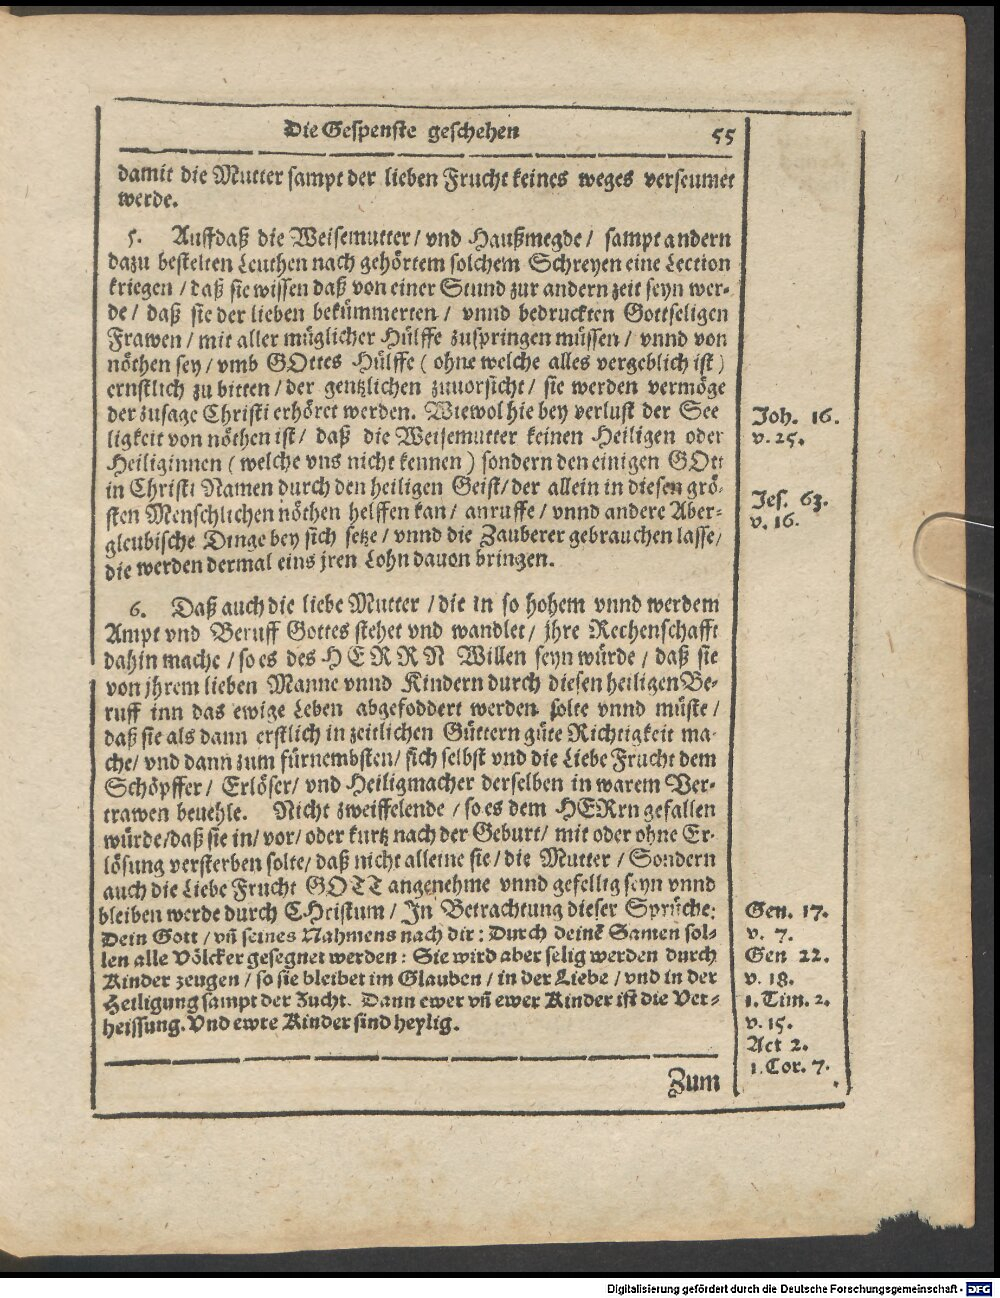 Die Gespenste geschehen 55
damit die Mutter sampt der lieben Frucht keines weges verseumet
werde.
5. Auffdaß die Weisemutter / vnd Haußmegde / sampt andern
dazu bestelten Leuthen nach gehörtem solchem Schreyen eine Lection
kriegen / daß sie wissen daß von einer Stund zur andern zeit seyn wer-
de / daß sie der lieben bekümmerten / vnnd bedruckten Gottseligen
Frawen / mit aller müglicher Hülffe zuspringen müssen / vnnd von
nöthen sey / vmb GOttes Hülffe ( ohne welche alles vergeblich ist )
ernstlich zu bitten / der gentzlichen zuuorsicht / sie werden vermöge
der zusage Christi erhöret werden. Wiewol hie bey verlust der See
ligkeit von nöthen ist / daß die Weisemutter keinen Heiligen oder
Heiliginnen ( welche vns nicht kennen ) sondern den einigen GOtt
in Christi Namen durch den heiligen Geist / der allein in diesen grö-
sten Menschlichen nöthen helffen kan / anruffe / vnnd andere Aber-
gleubische Dinge bey sich setze / vnnd die Zauberer gebrauchen lasse /
die werden dermal eins jren Lohn dauon bringen.
Joh. 16.
v. 25.
Jes. 63.
v. 16.
6. Daß auch die liebe Mutter / die in so hohem vnnd werdem
Ampt vnd Beruff Gottes stehet vnd wandlet / jhre Rechenschafft
dahin mache / so es des HERRN Willen seyn würde / daß sie
von jhrem lieben Manne vnnd Kindern durch diesen heiligen Be-
ruff inn das ewige Leben abgefoddert werden solte vnnd müste /
daß sie als dann erstlich in zeitlichen Güttern güte Richtigkeit ma-
che / vnd dann zum fürnembsten / sich selbst vnd die Liebe Frucht dem
Schöpffer / Erlöser / vnd Heiligmacher derselben in warem Ver-
trawen beuehle. Nicht zweiffelende / so es dem HERrn gefallen
würde / daß sie in / vor / oder kurtz nach der Geburt / mit oder ohne Er-
lösung versterben solte / daß nicht alleine sie / die Mutter / Sondern
auch die Liebe Frucht GOTT angenehme vnnd gefellig seyn vnnd
bleiben werde durch CHristum / In Betrachtung dieser Sprüche:
Dein Gott / vñ seines Nahmens nach dir: Durch deinẽ Samen sol-
len alle Völcker gesegnet werden: Sie wird aber selig werden durch
Kinder zeugen / so sie bleibet im Glauben / in der Liebe / vnd in der
Heiligung sampt der Zucht. Dann ewer vñ ewer Kinder ist die Ver-
heissung. Vnd ewre Kinder sind heylig.
Gen. 17.
v. 7.
Gen 22.
v. 18.
1. Tim. 2.
v. 15.
Act 2.
1. Cor. 7.
Zum
Digitalisierung gefördert durch die Deutsche Forschungsgemeinschaft - DFG